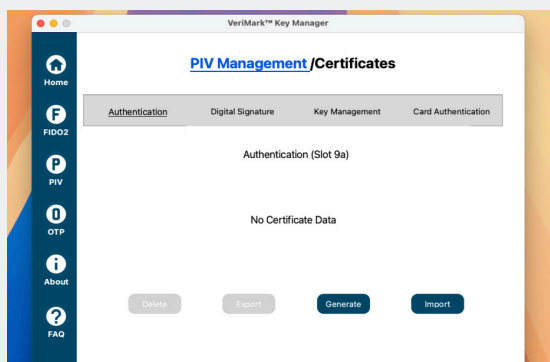 VeriMark™ Key Manager
Home
FIDO2
PIV
OTP
About
FAQ
PIV Management /Certificates
Authentication Digital Signature Key Management Card Authentication
Authentication (Slot 9a)
No Certificate Data
Delete Export Generate Import